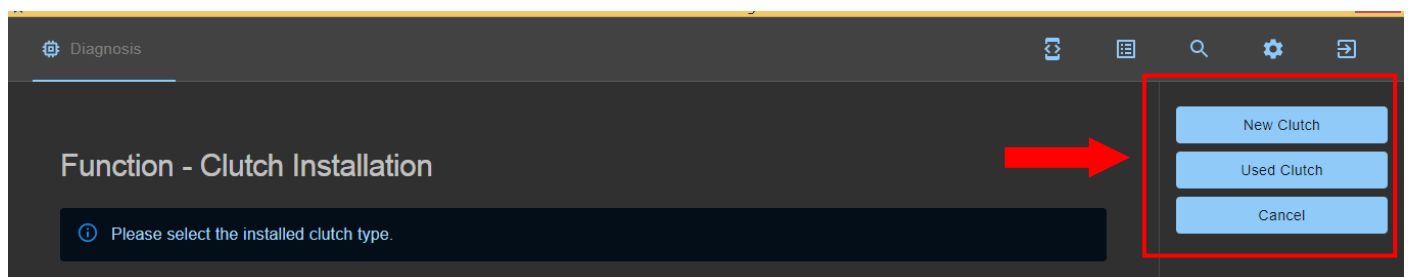 Diagnosis
New Clutch
Function - Clutch Installation
Used Clutch
Cancel
Please select the installed clutch type.